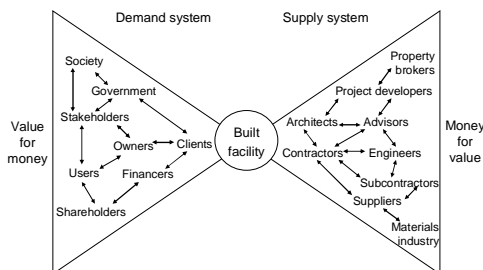 Demand system
Supply system
Society
Government
Stakeholders
Owners
Clients
Users
Financers
Shareholders
Value
for
money
Built
facility
Property
brokers
Project developers
Architects
Advisors
Contractors
Engineers
Subcontractors
Suppliers
Materials
industry
Money
for
value